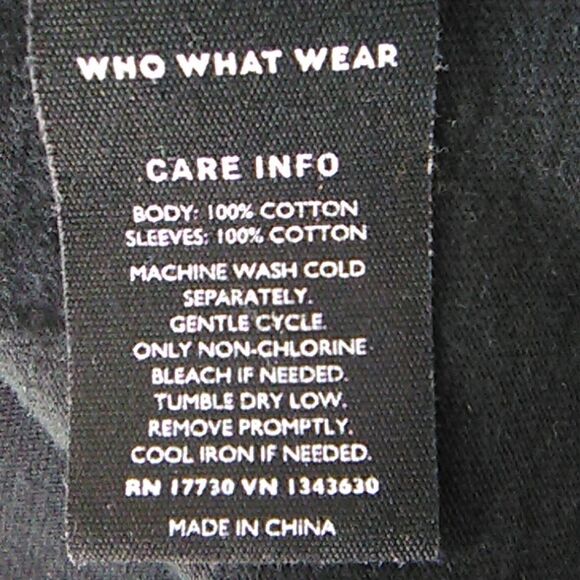 WHO WHAT WEAR
CARE INFO
BODY: 100% COTTON
SLEEVES: 100% COTTON
MACHINE WASH COLD
SEPARATELY.
GENTLE CYCLE.
ONLY NON-CHLORINE
BLEACH IF NEEDED.
TUMBLE DRY LOW.
REMOVE PROMPTLY.
COOL IRON IF NEEDED.
RN 17730 VN 1343630
MADE IN CHINA